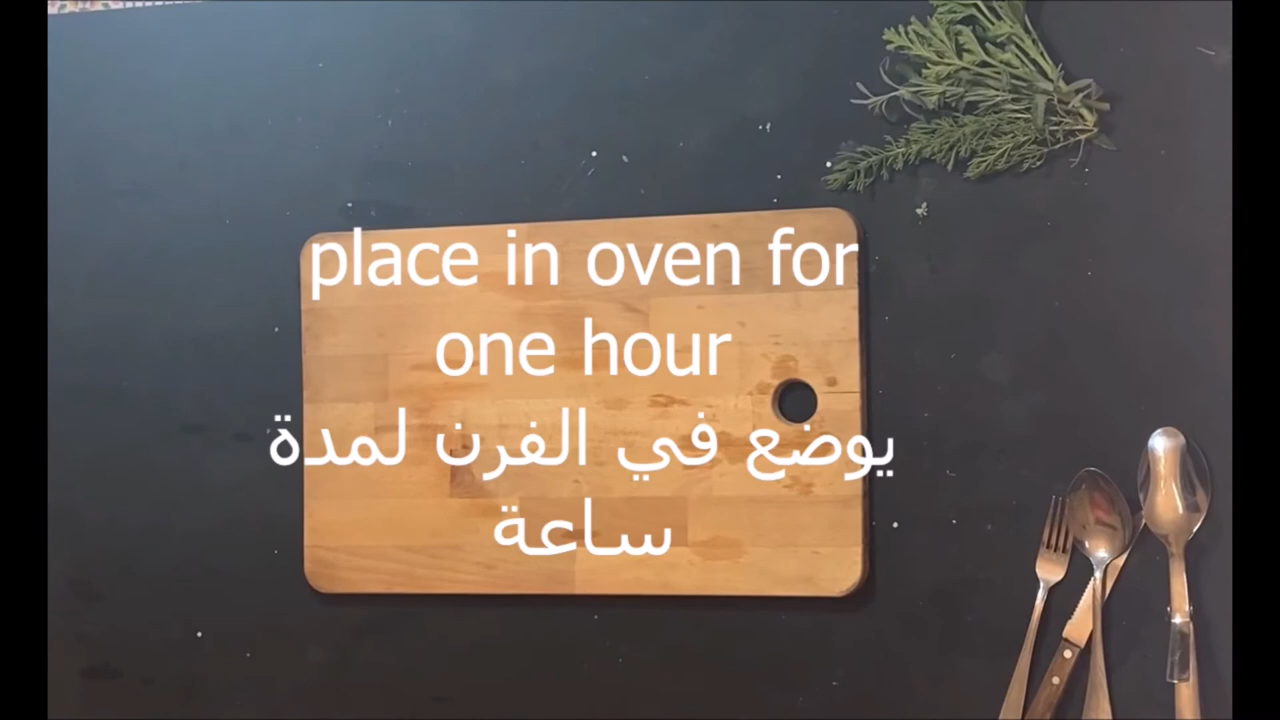 place in oven for
one hour
يوضع في الفرن لمدة
ساعة